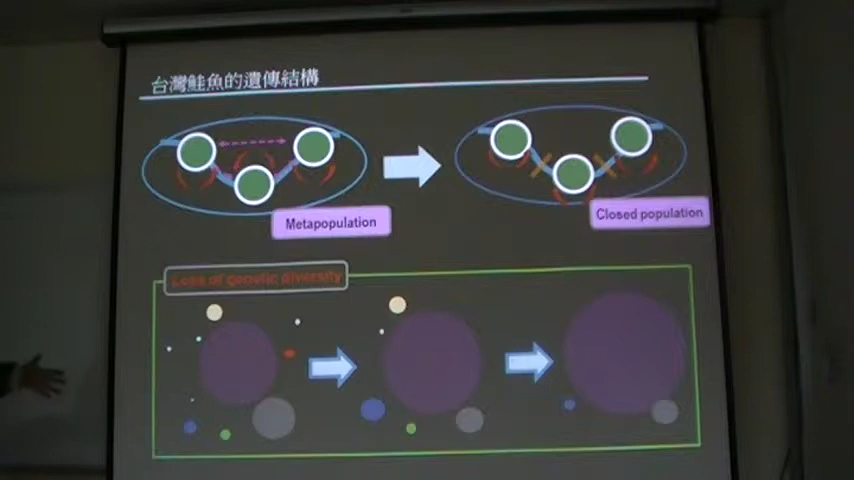 台灣鮭魚的遺傳結構
Metapopulation
Closed population
Loss of genetic diversity